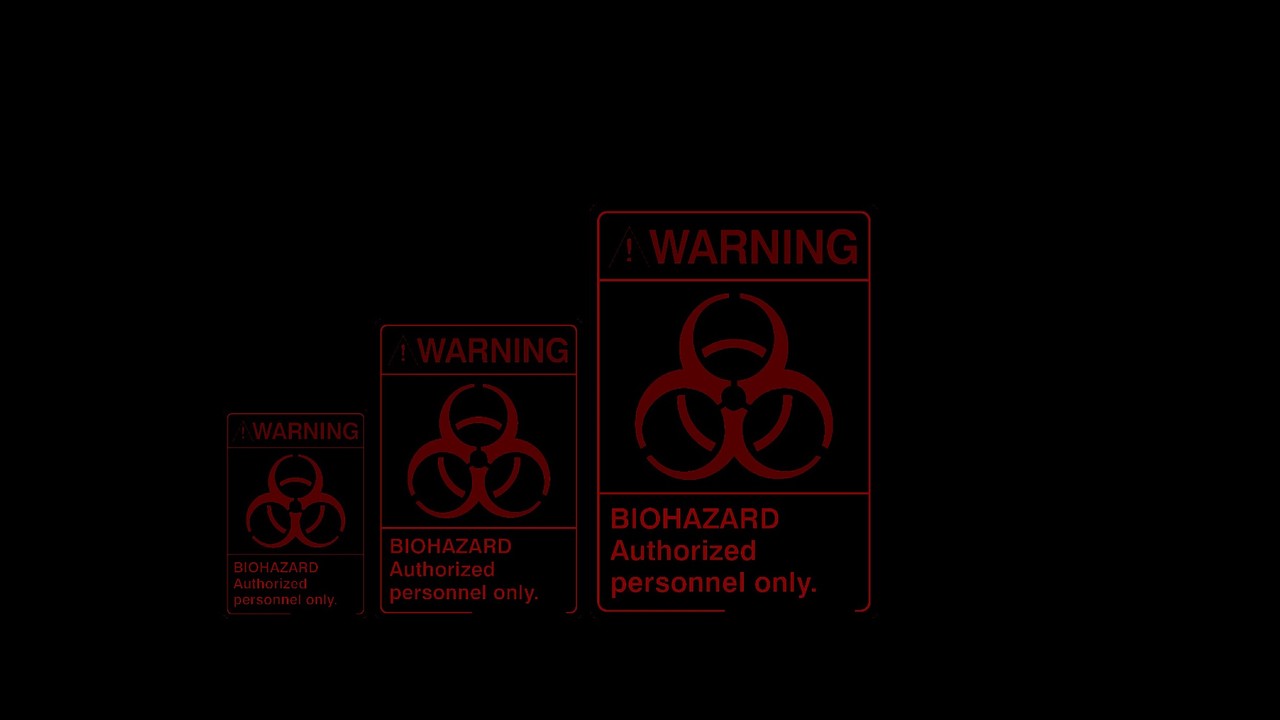 WARNING
BIOHAZARD
Authorized
personnel only.
WARNING
BIOHAZARD
Authorized
personnel only.
WARNING
BIOHAZARD
Authorized
personnel only.